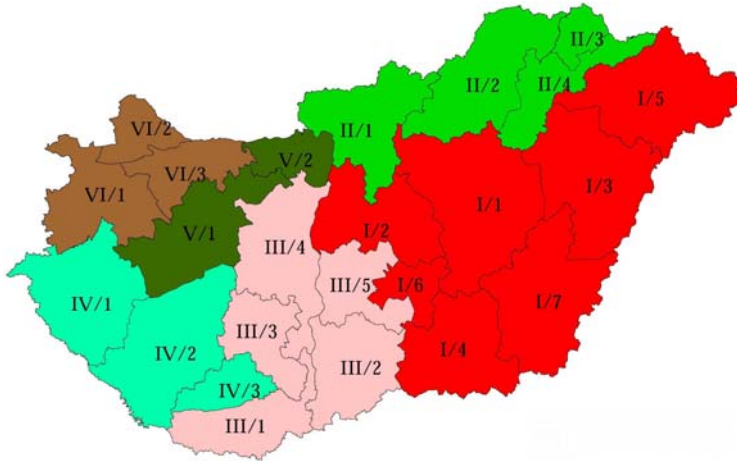 II/3
II/4
II/2
I/5
II/1
VI/2
V/2
VI/3
VI/1
I/3
I/1
V/1
I/2
III/4
III/5
I/6
I/7
IV/1
III/3
IV/2
I/4
III/2
IV/3
III/1